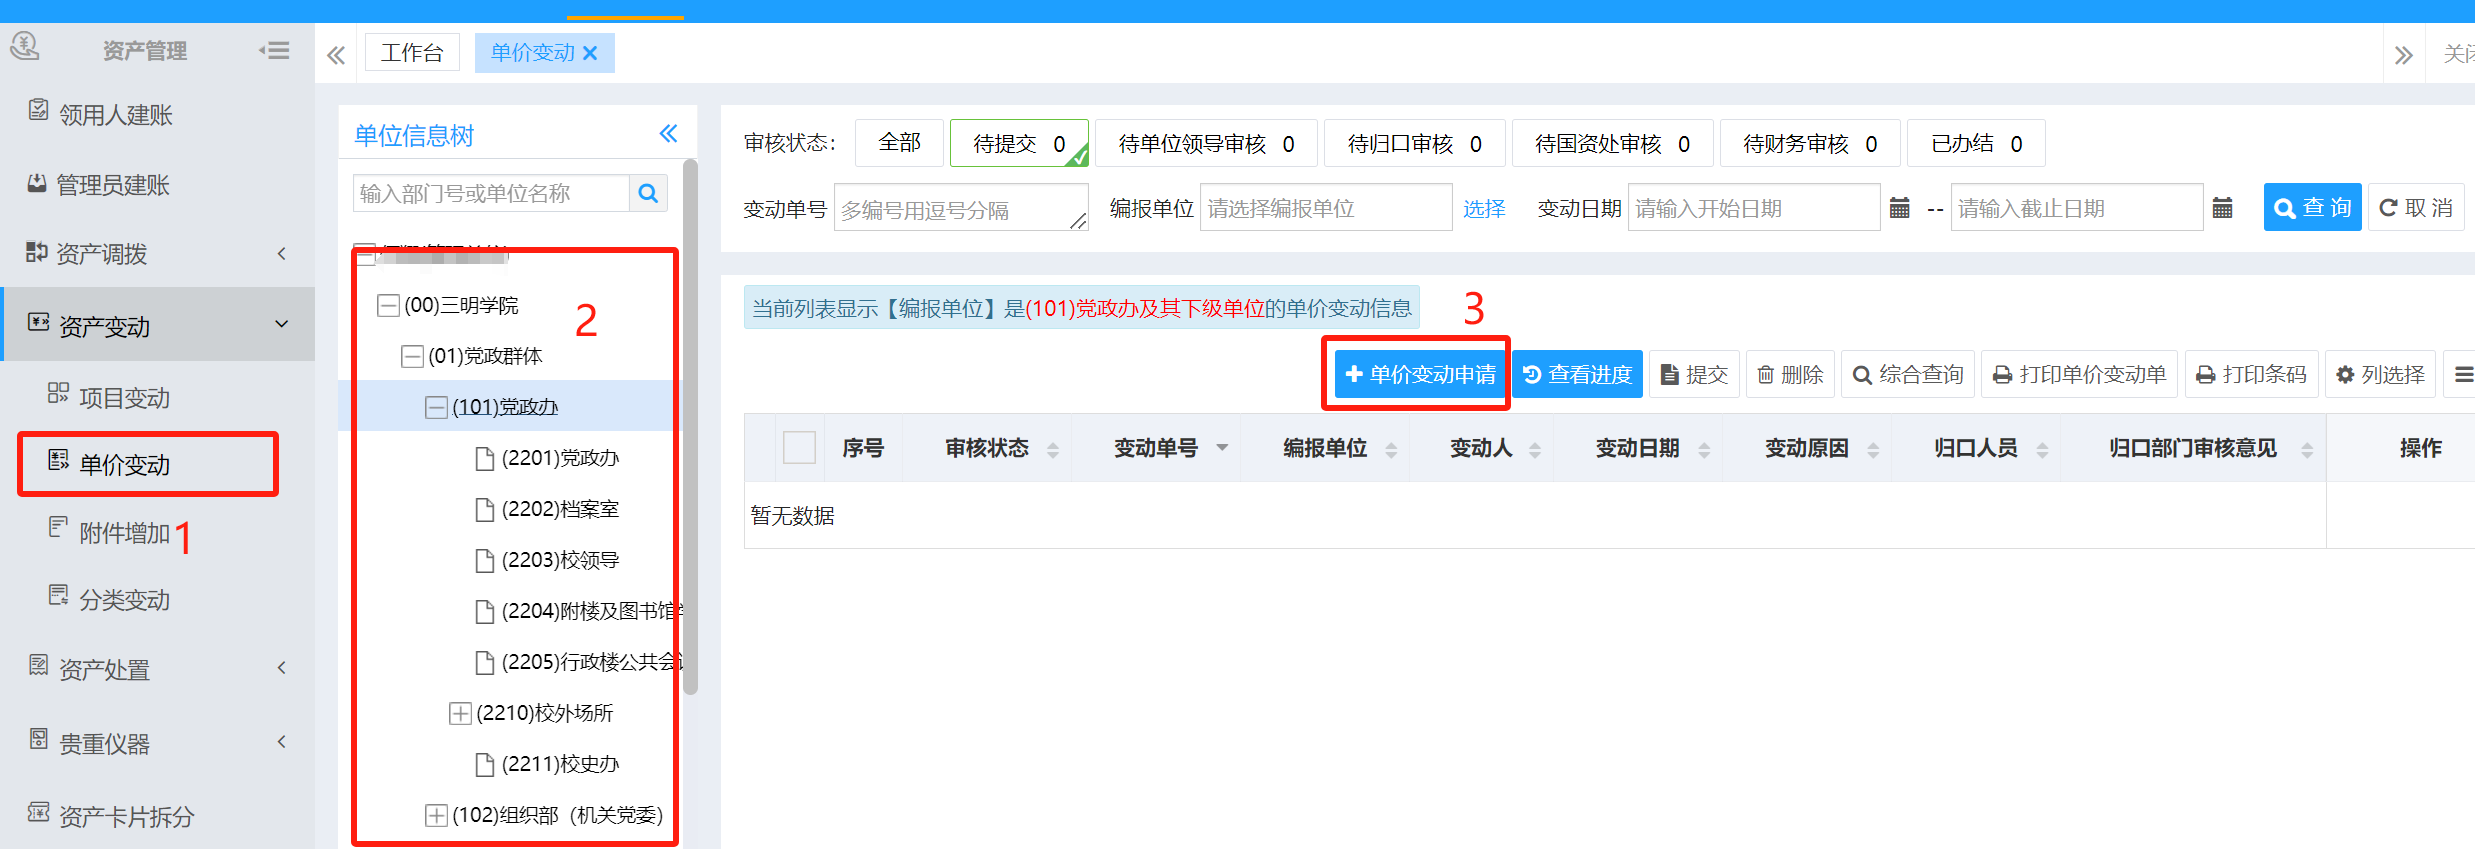 资产管理
领用人建账
管理员建账
资产调拨
资产变动
项目变动
单价变动
附件增加 1
分类变动
资产处置
贵重仪器
资产卡片拆分
工作台 单价变动
单位信息树
输入部门号或单位名称
2
(00)三明学院
(01)党政群体
(101)党政办
(2201)党政办
(2202)档案室
(2203)校领导
(2204)附楼及图书馆
(2205)行政楼公共会
(2210)校外场所
(2211)校史办
(102)组织部（机关党委）
审核状态： 全部 待提交 0 待单位领导审核 0 待归口审核 0 待国资处审核 0 待财务审核 0 已办结 0
变动单号 多编号用逗号分隔 编报单位 请选择编报单位 选择 变动日期 请输入开始日期 -- 请输入截止日期 查询 取消
当前列表显示【编报单位】是(101)党政办及其下级单位的单价变动信息 3
单价变动申请 查看进度 提交 删除 综合查询 打印单价变动单 打印条码 列选择
序号 审核状态 变动单号 编报单位 变动人 变动日期 变动原因 归口人员 归口部门审核意见 操作
暂无数据